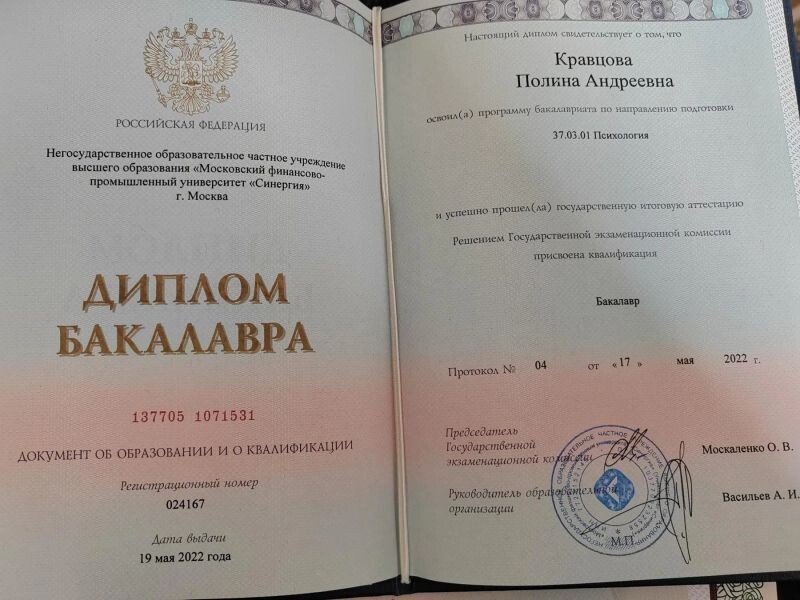 РОССИЙСКАЯ ФЕДЕРАЦИЯ
Негосударственное образовательное частное учреждение
высшего образования «Московский финансово-
промышленный университет «Синергия»
г. Москва
ДИПЛОМ
БАКАЛАВРА
137705 1071531
ДОКУМЕНТ ОБ ОБРАЗОВАНИИ И О КВАЛИФИКАЦИИ
Регистрационный номер
024167
Дата выдачи
19 мая 2022 года
Настоящий диплом свидетельствует о том, что
Кравцова
Полина Андреевна
освоил(а) программу бакалавриата по направлению подготовки
37.03.01 Психология
и успешно прошел(ла) государственную итоговую аттестацию
Решением Государственной экзаменационной комиссии
присвоена квалификация
Бакалавр
Протокол № 04 от «17 » мая 2022 г.
Председатель
Государственной
экзаменационной комиссии
Москаленко О. В.
Руководитель образовательной
организации
Васильев А. И.
М.П.